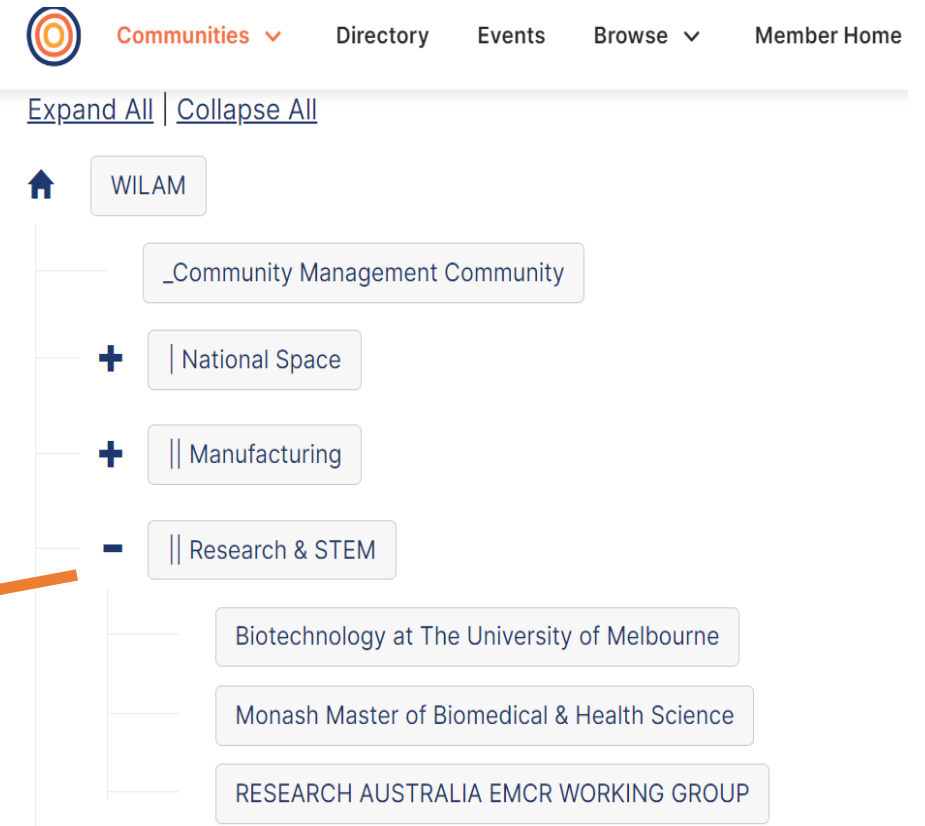 Communities Directory Events Browse Member Home
Expand All | Collapse All
WILAM
_Community Management Community
| National Space
|| Manufacturing
|| Research & STEM
Biotechnology at The University of Melbourne
Monash Master of Biomedical & Health Science
RESEARCH AUSTRALIA EMCR WORKING GROUP